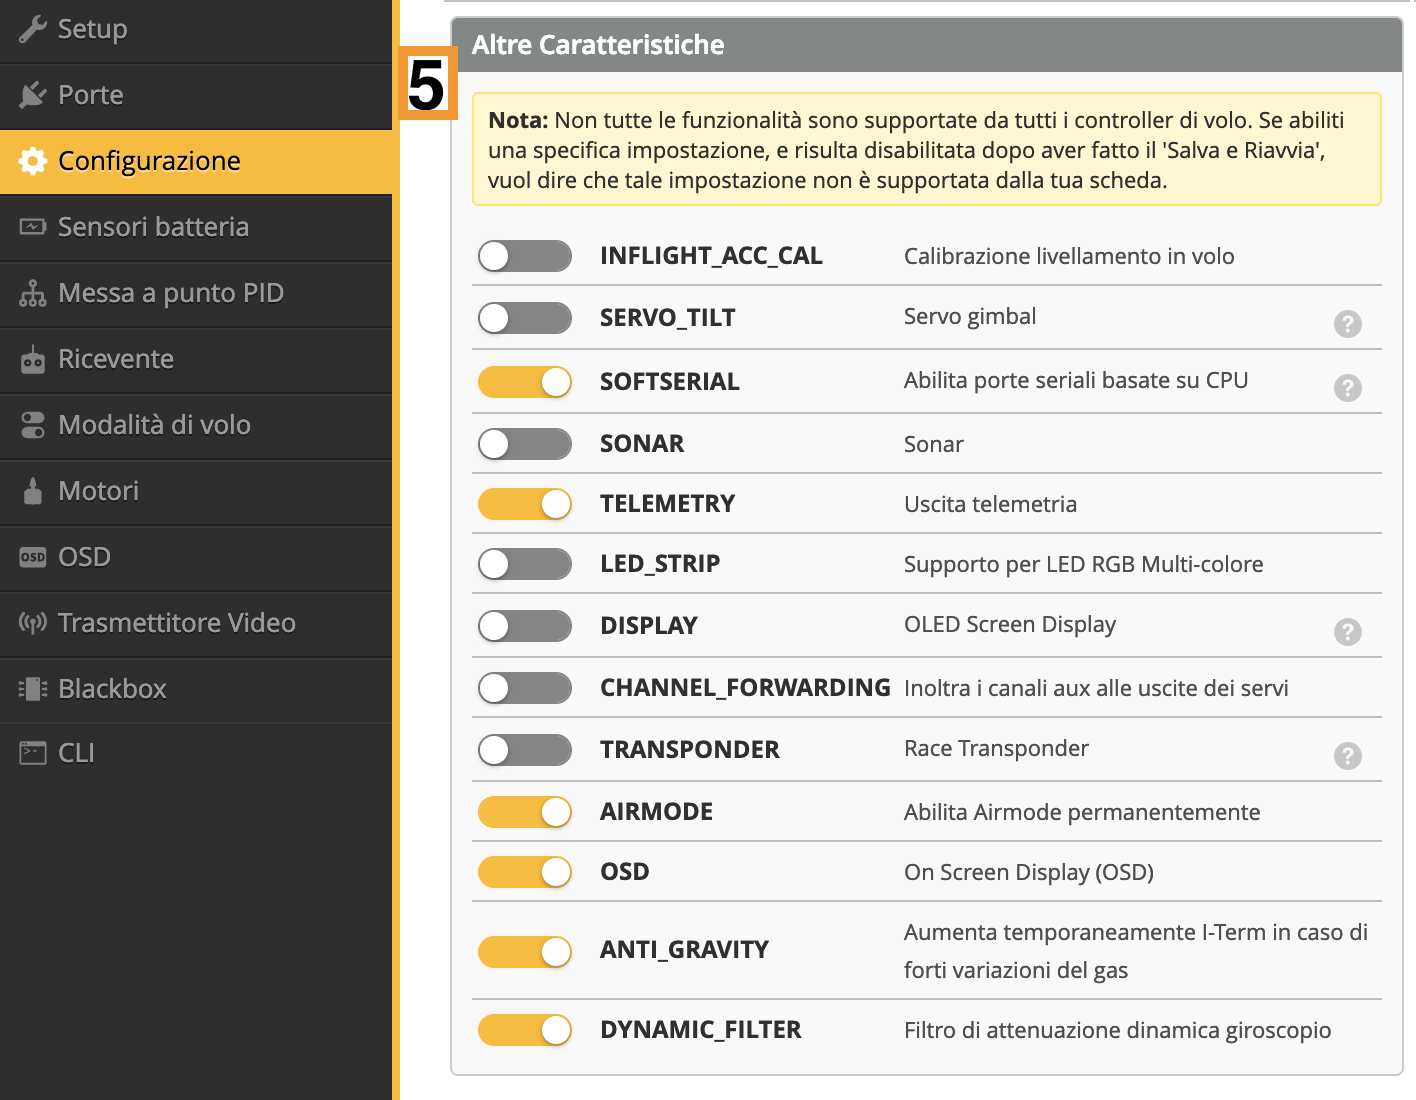 Setup
Porte
Configurazione
Sensori batteria
Messa a punto PID
Ricevente
Modalità di volo
Motori
OSD OSD
Trasmettitore Video
Blackbox
CLI
5
Altre Caratteristiche
Nota: Non tutte le funzionalità sono supportate da tutti i controller di volo. Se abiliti
una specifica impostazione, e risulta disabilitata dopo aver fatto il 'Salva e Riavvia',
vuol dire che tale impostazione non è supportata dalla tua scheda.
INFLIGHT_ACC_CAL Calibrazione livellamento in volo
SERVO_TILT Servo gimbal ?
SOFTSERIAL Abilita porte seriali basate su CPU ?
SONAR Sonar
TELEMETRY Uscita telemetria
LED_STRIP Supporto per LED RGB Multi-colore
DISPLAY OLED Screen Display ?
CHANNEL_FORWARDING Inoltra i canali aux alle uscite dei servi
TRANSPONDER Race Transponder ?
AIRMODE Abilita Airmode permanentemente
OSD On Screen Display (OSD)
ANTI_GRAVITY Aumenta temporaneamente I-Term in caso di
forti variazioni del gas
DYNAMIC_FILTER Filtro di attenuazione dinamica giroscopio